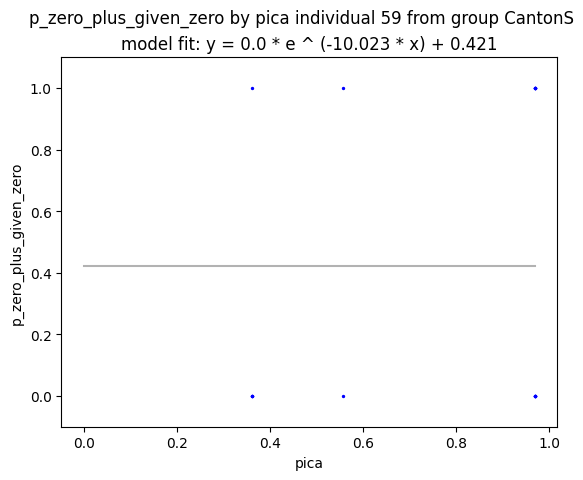 p_zero_plus_given_zero by pica individual 59 from group CantonS
model fit: y = 0.0 * e ^ (-10.023 * x) + 0.421
p_zero_plus_given_zero
1.0
0.8
0.6
0.4
0.2
0.0
0.0 0.2 0.4 0.6 0.8 1.0
pica